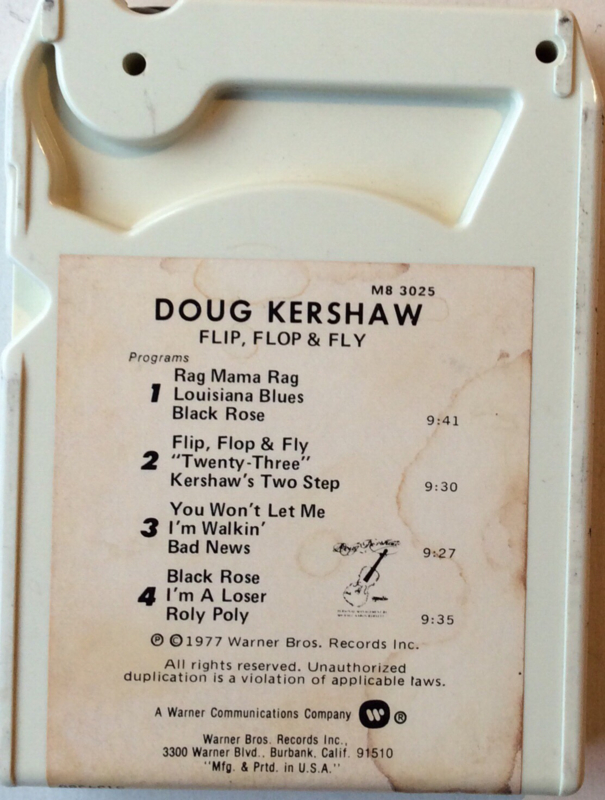 M8 3025
DOUG KERSHAW
FLIP, FLOP & FLY
Programs
1 Rag Mama Rag
Louisiana Blues
Black Rose 9:41
2 Flip, Flop & Fly
"Twenty-Three"
Kershaw's Two Step 9:30
3 You Won't Let Me
I'm Walkin'
Bad News 9:27
4 Black Rose
I'm A Loser
Roly Poly 9:35
℗ ©1977 Warner Bros. Records Inc.
All rights reserved. Unauthorized
duplication is a violation of applicable laws.
A Warner Communications Company W ®
Warner Bros. Records Inc.,
3300 Warner Blvd., Burbank, Calif. 91510
"Mfg. & Prtd. in U.S.A."